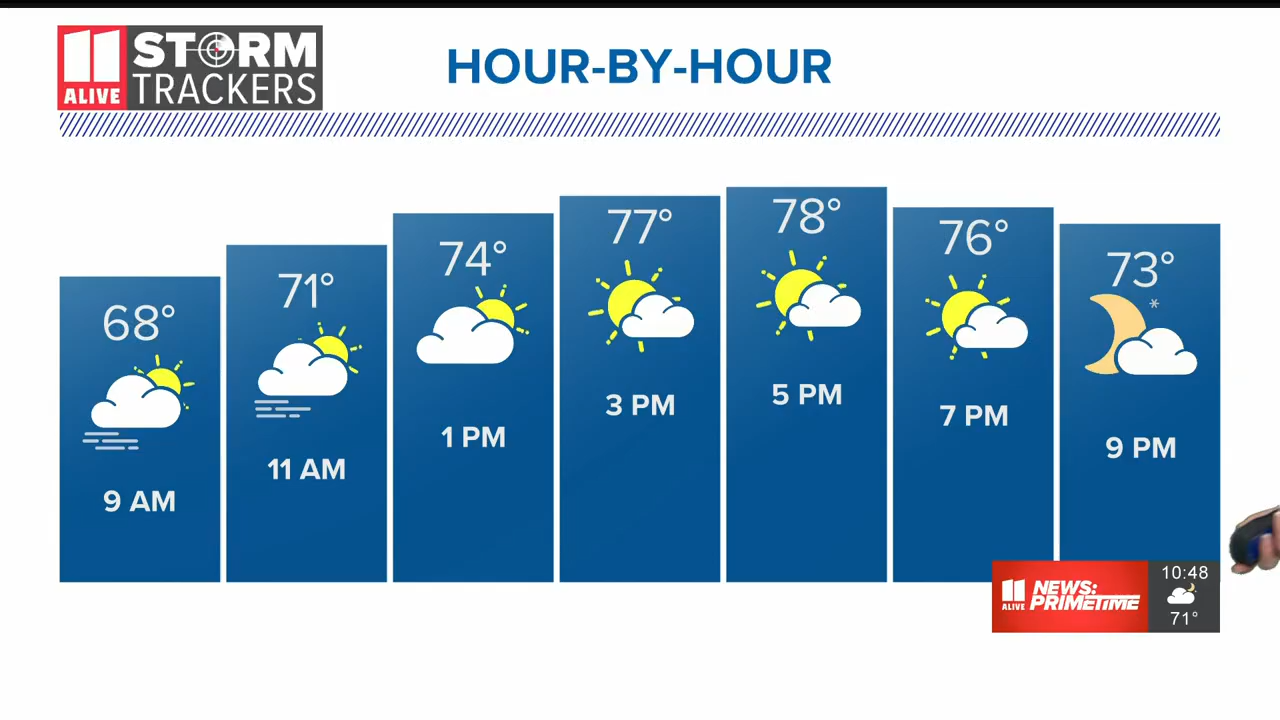 11 ALIVE STORM TRACKERS
HOUR-BY-HOUR
68°
9 AM
71°
11 AM
74°
1 PM
77°
3 PM
78°
5 PM
76°
7 PM
73°
9 PM
11 ALIVE NEWS: PRIMETIME
10:48
71°